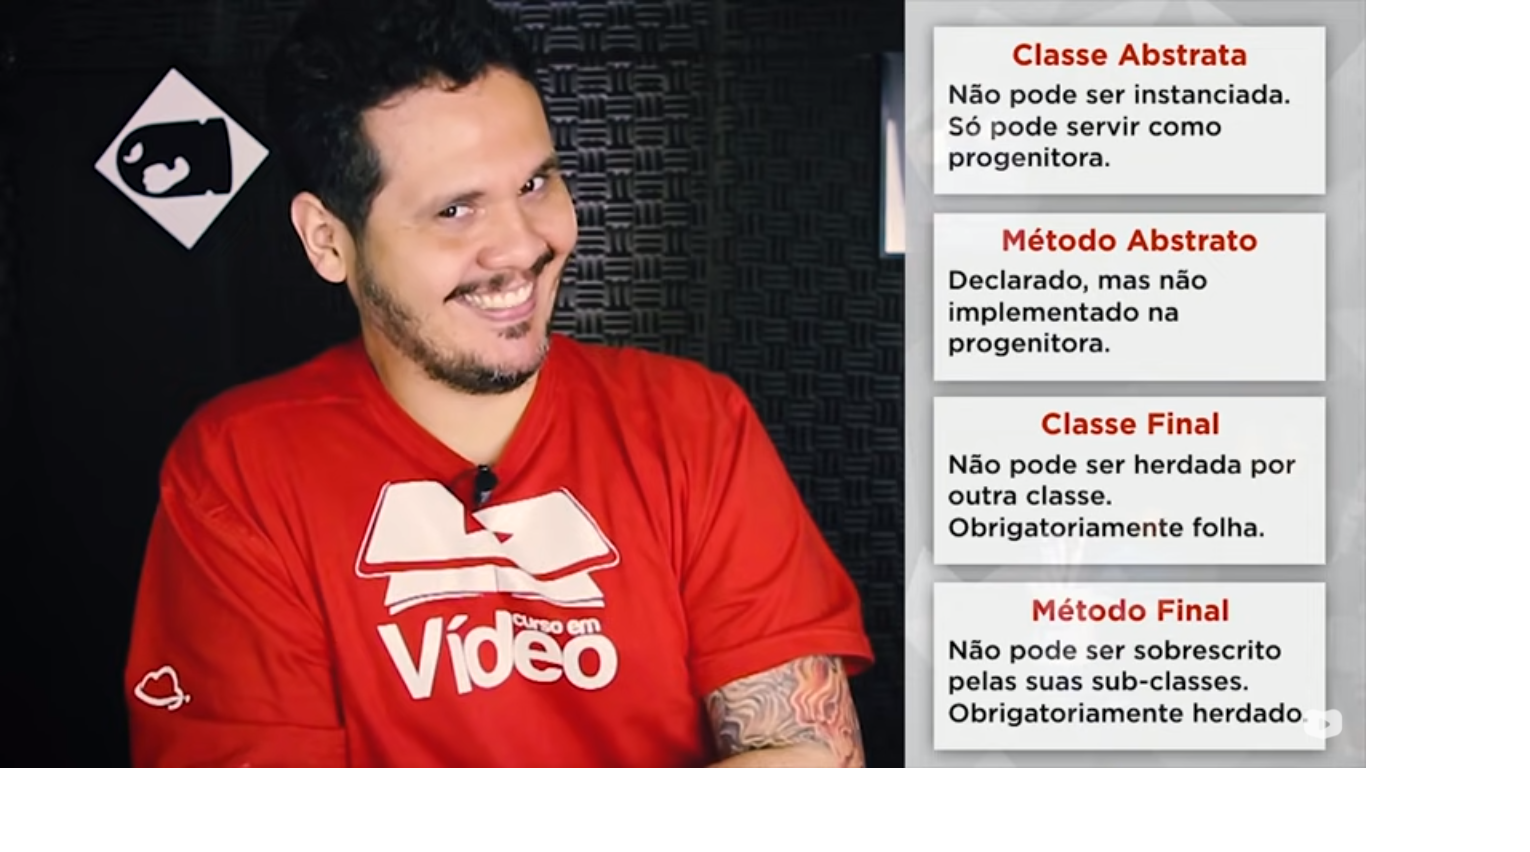 Classe Abstrata
Não pode ser instanciada.
Só pode servir como
progenitora.
Método Abstrato
Declarado, mas não
implementado na
progenitora.
Classe Final
Não pode ser herdada por
outra classe.
Obrigatoriamente folha.
Método Final
Não pode ser sobrescrito
pelas suas sub-classes.
Obrigatoriamente herdado.
curso em
Vídeo